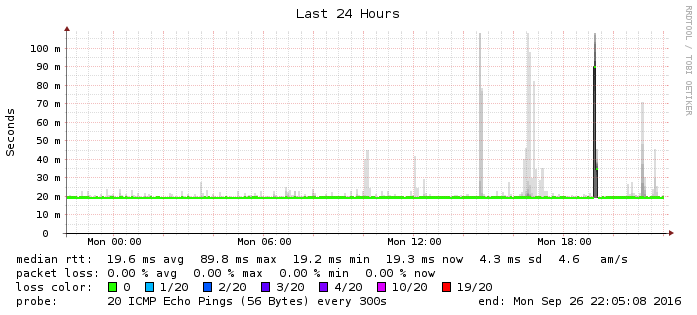 Last 24 Hours
RRDTOOL / TOBI OETIKER
Seconds
100 m
90 m
80 m
70 m
60 m
50 m
40 m
30 m
20 m
10 m
0
Mon 00:00 Mon 06:00 Mon 12:00 Mon 18:00
median rtt: 19.6 ms avg 89.8 ms max 19.2 ms min 19.3 ms now 4.3 ms sd 4.6 am/s
packet loss: 0.00 % avg 0.00 % max 0.00 % min 0.00 % now
loss color: 0 1/20 2/20 3/20 4/20 10/20 19/20
probe: 20 ICMP Echo Pings (56 Bytes) every 300s end: Mon Sep 26 22:05:08 2016